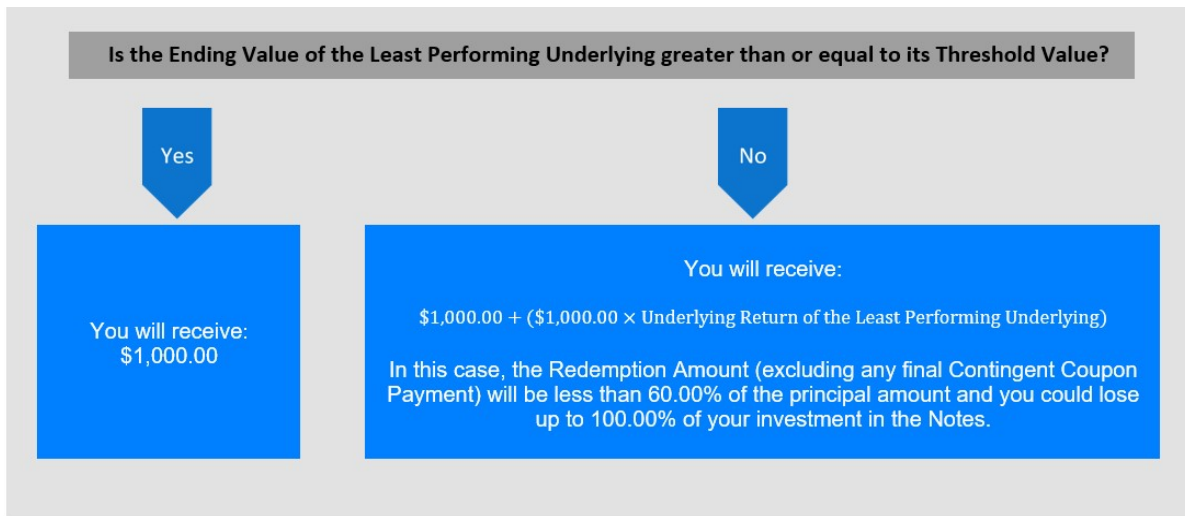 Is the Ending Value of the Least Performing Underlying greater than or equal to its Threshold Value?
Yes
No
You will receive:
$1,000.00
You will receive:
$1,000.00 + ($1,000.00 × Underlying Return of the Least Performing Underlying)
In this case, the Redemption Amount (excluding any final Contingent Coupon
Payment) will be less than 60.00% of the principal amount and you could lose
up to 100.00% of your investment in the Notes.